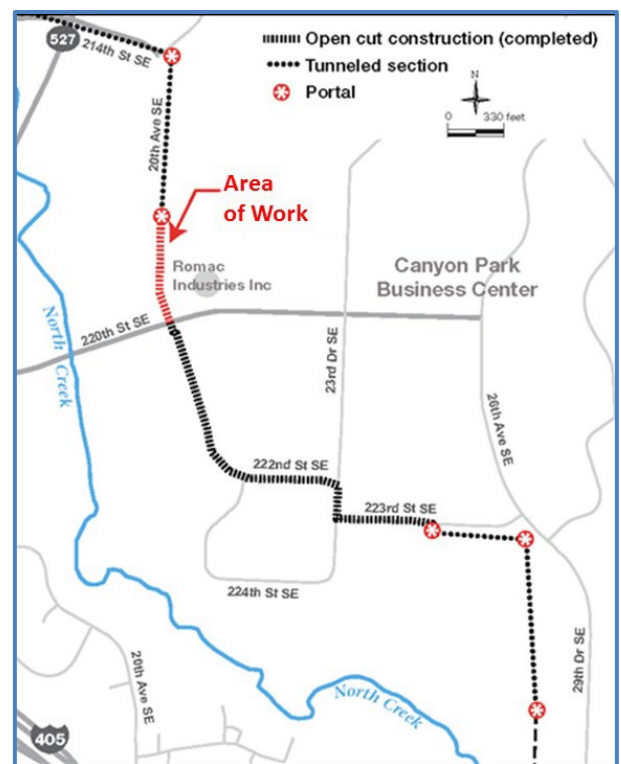 Open cut construction (completed)
527
214th St SE
Tunneled section
Portal
N
0 330 feet
20th Ave SE
Area
of Work
Romac
Industries Inc
Canyon Park
Business Center
North Creek
220th St SE
23rd Dr SE
26th Ave SE
222nd St SE
223rd St SE
224th St SE
20th Ave SE
29th Dr SE
North Creek
405